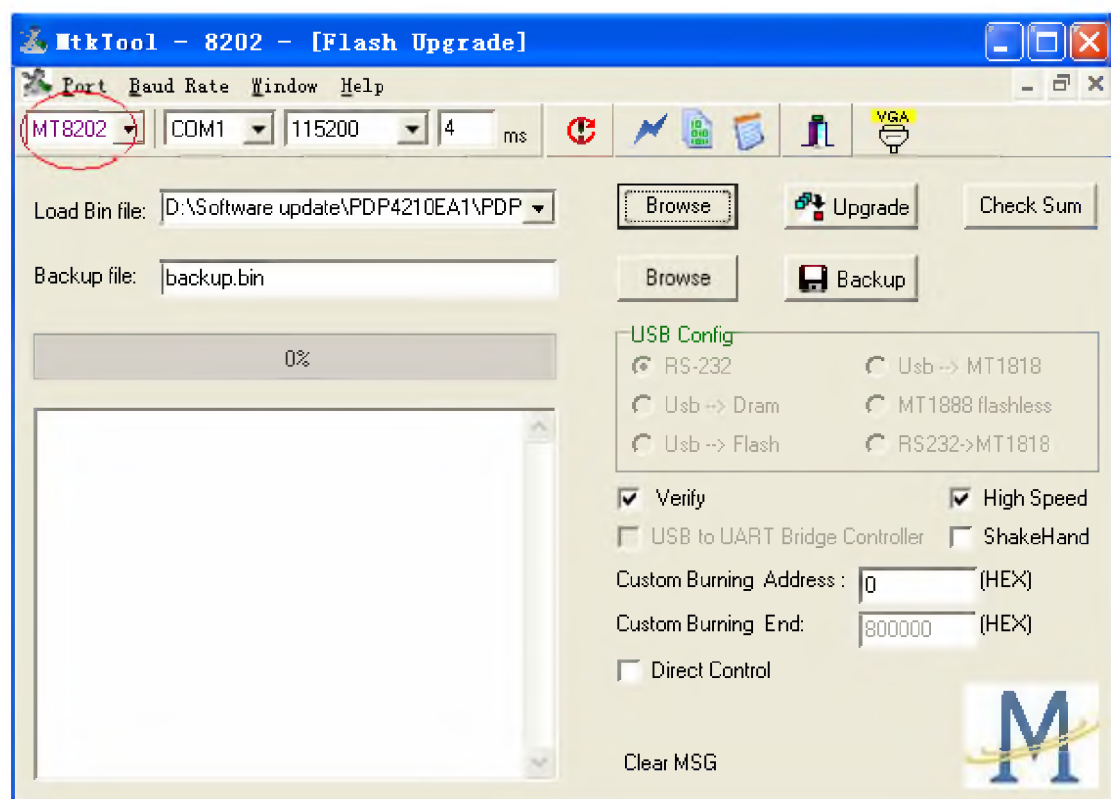 MtkTool - 8202 - [Flash Upgrade]
Port Baud Rate Window Help
MT8202 COM1 115200 4 ms VGA
Load Bin file: D:\Software update\PDP4210EA1\PDP Browse Upgrade Check Sum
Backup file: backup.bin Browse Backup
USB Config
0% RS-232 Usb --> MT1818
Usb --> Dram MT1888 flashless
Usb --> Flash RS232->MT1818
Verify High Speed
USB to UART Bridge Controller ShakeHand
Custom Burning Address : 0 (HEX)
Custom Burning End: 800000 (HEX)
Direct Control
Clear MSG
M